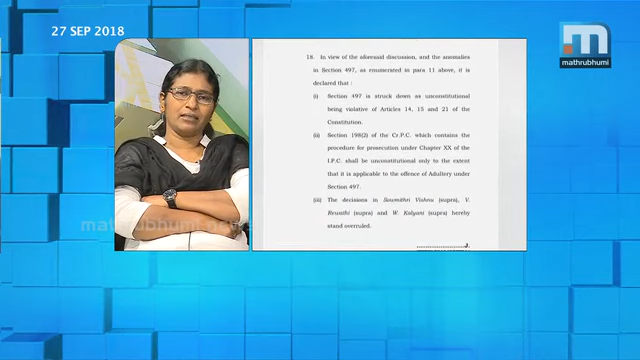 27 SEP 2018
mathrubhumi
18. In view of the aforesaid discussion, and the anomalies
in Section 497, as enumerated in para 11 above, it is
declared that :
(i) Section 497 is struck down as unconstitutional
being violative of Articles 14, 15 and 21 of the
Constitution.
(ii) Section 198(2) of the Cr.P.C. which contains the
procedure for prosecution under Chapter XX of the
I.P.C. shall be unconstitutional only to the extent
that it is applicable to the offence of Adultery under
Section 497.
(iii) The decisions in Sowmithri Vishnu (supra), V.
Revathi (supra) and W. Kalyani (supra) hereby
stand overruled.
......................J.
mathrubhumi news